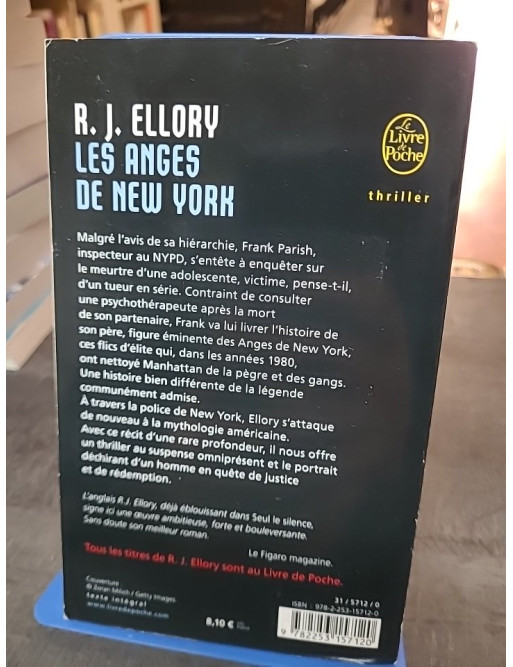 R. J. ELLORY
LES ANGES
DE NEW YORK
Le
Livre
de
Poche
thriller
Malgré l'avis de sa hiérarchie, Frank Parish,
inspecteur au NYPD, s'entête à enquêter sur
le meurtre d'une adolescente, victime, pense-t-il,
d'un tueur en série. Contraint de consulter
une psychothérapeute après la mort
de son partenaire, Frank va lui livrer l'histoire de
son père, figure éminente des Anges de New York,
ces flics d'élite qui, dans les années 1980,
ont nettoyé Manhattan de la pègre et des gangs.
Une histoire bien différente de la légende
communément admise.
À travers la police de New York, Ellory s'attaque
de nouveau à la mythologie américaine.
Avec ce récit d'une rare profondeur, il nous offre
un thriller au suspense omniprésent et le portrait
déchirant d'un homme en quête de justice
et de rédemption.
L'anglais R.J. Ellory, déjà éblouissant dans Seul le silence,
signe ici une œuvre ambitieuse, forte et bouleversante.
Sans doute son meilleur roman.
Le Figaro magazine.
Tous les titres de R. J. Ellory sont au Livre de Poche.
Couverture :
/ Getty Images.
texte intégral
www.livredepoche.com
8,10 €
31 / 5712 / 0
ISBN : 978-2-253-15712-0
9 782253 157120